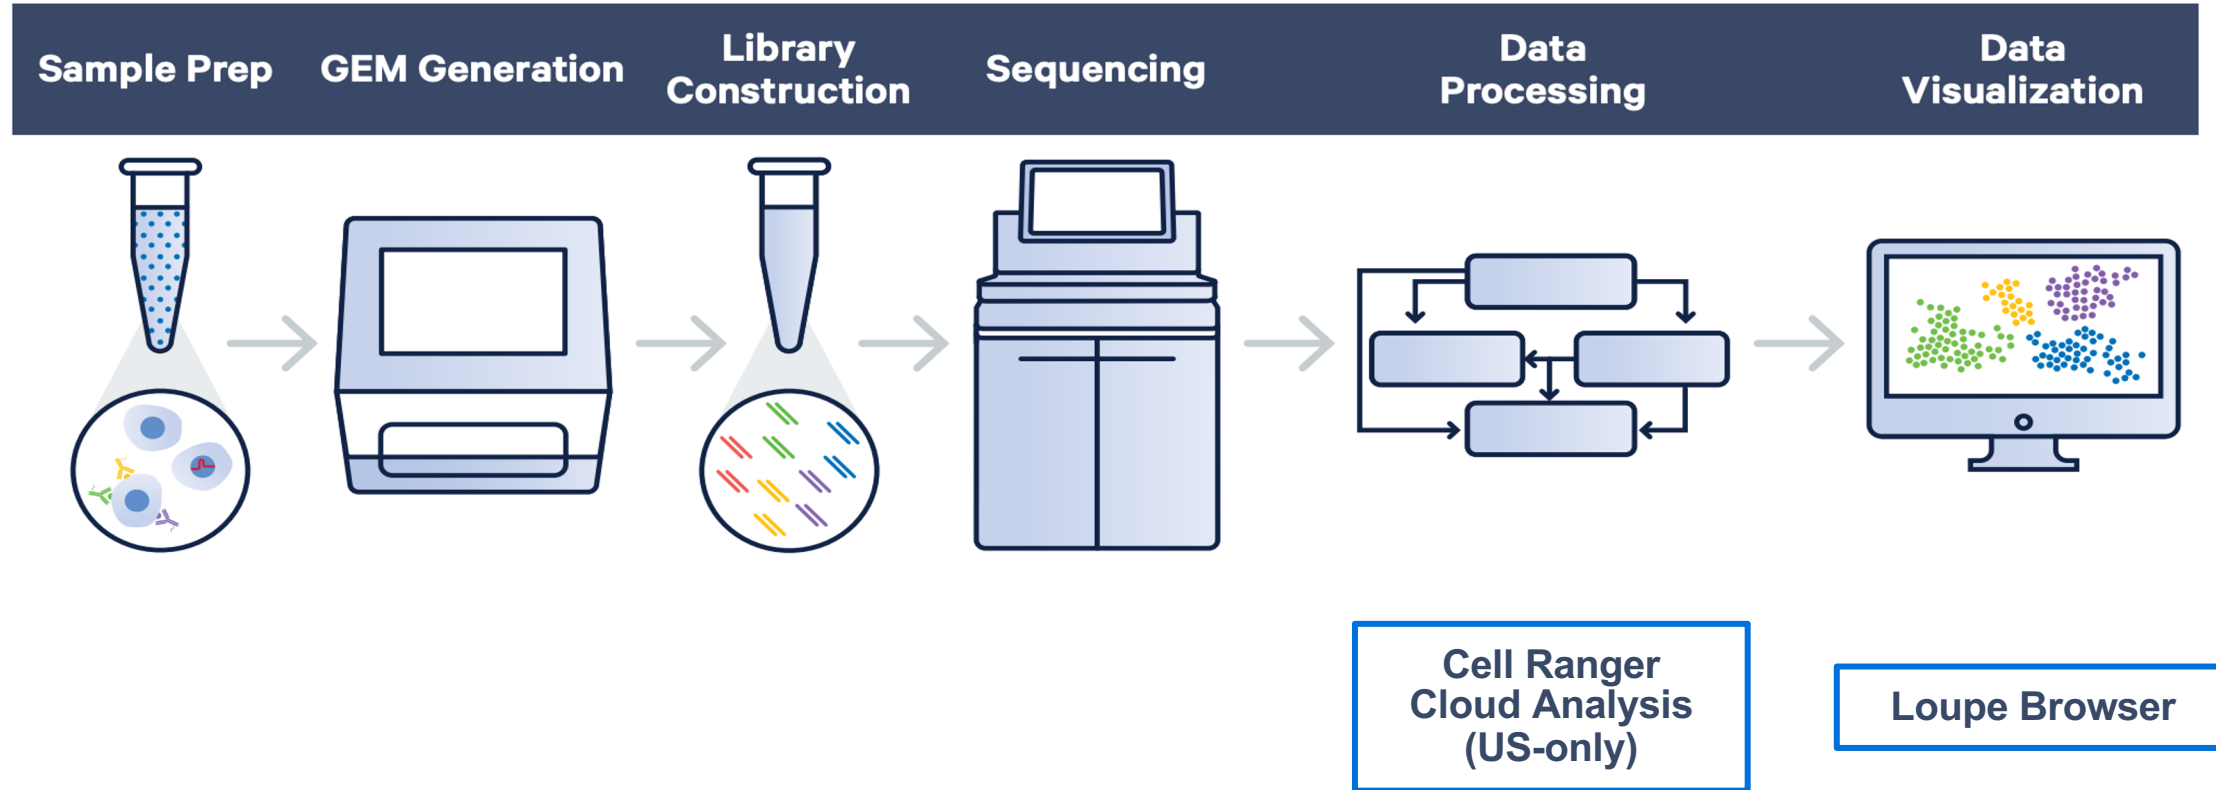 Sample Prep
GEM Generation
Library
Construction
Sequencing
Data
Processing
Data
Visualization
Cell Ranger
Cloud Analysis
(US-only)
Loupe Browser